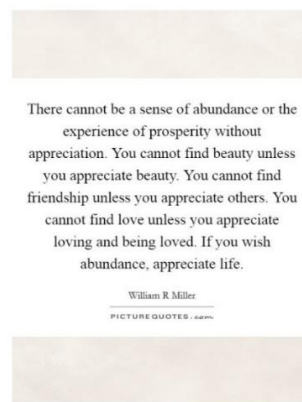 There cannot be a sense of abundance or the
experience of prosperity without
appreciation. You cannot find beauty unless
you appreciate beauty. You cannot find
friendship unless you appreciate others. You
cannot find love unless you appreciate
loving and being loved. If you wish
abundance, appreciate life.
William R Miller
PICTUREQUOTES.com